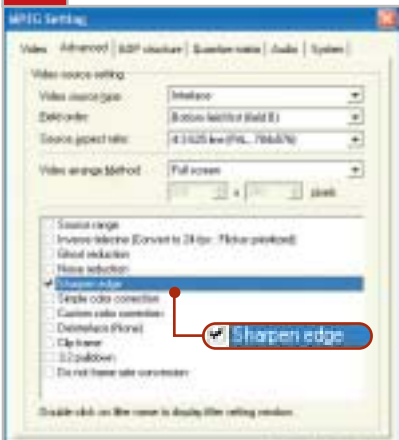 MPEG Setting
Video Advanced GOP structure Quantize matrix Audio System
Video source setting
Video source type: Interlace
Field order: Bottom field first (field B)
Source aspect ratio: 4:3 625 line (PAL, 704x576)
Video arrange Method: Full screen
x pixels
Source range
Inverse telecine (Convert to 24 fps: Flicker prioritized)
Ghost reduction
Noise reduction
Sharpen edge
Simple color correction
Custom color correction
Deinterlace (None)
Sharpen edge
Clip frame
3:2 pulldown
Do not frame rate conversion
Double-click on filter name to display filter setting window.